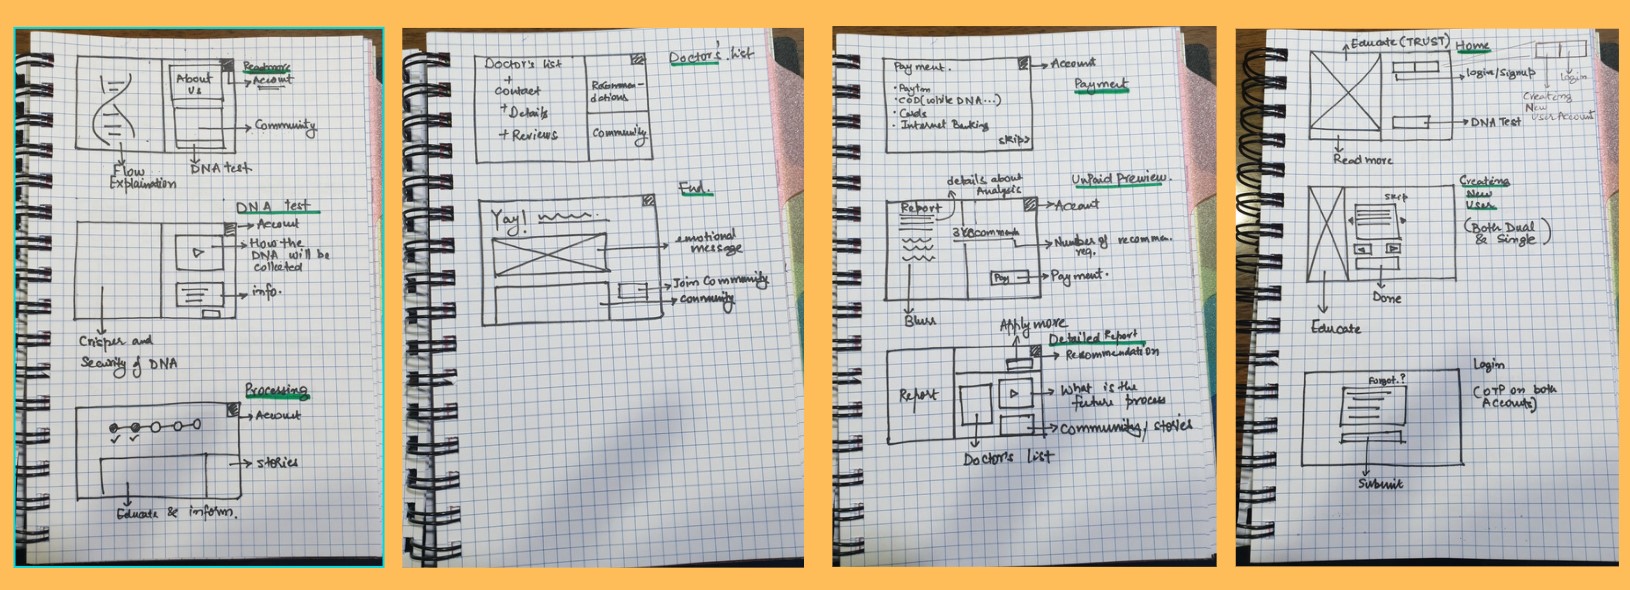 Readmore
About
Us
Account
Community
Flow
Explaination
DNA test
DNA test
Account
How the
DNA will be
collected
info.
Crisper and
Security of DNA
Processing
Account
stories
Educate & inform.
Doctor's list
+
contact
+ Details
+ Reviews
Recommen-
dations
Community
Doctor's list
End.
Yay!
emotional
message
Join Community
community
Payment.
• Paytm
• COD (while DNA...)
• Cards
• Internet Banking
skip>
Account
Payment
details about
Analysis
UnPaid Preview.
Report
3 Recommends
Account
Number of recomme.
req.
Pay
Payment.
Blurr
Apply more
Detailed Report
Recommendation
Report
What is the
future process
Community/stories
Doctor's list
Educate (TRUST)
Home
login/Signup
login
Creating
New
User Account
DNA Test
Read more
Creating
New
User
(Both Dual
& Single)
Skip
Done
Educate
Login
(OTP on both
Accounts]
Forgot?
Submit